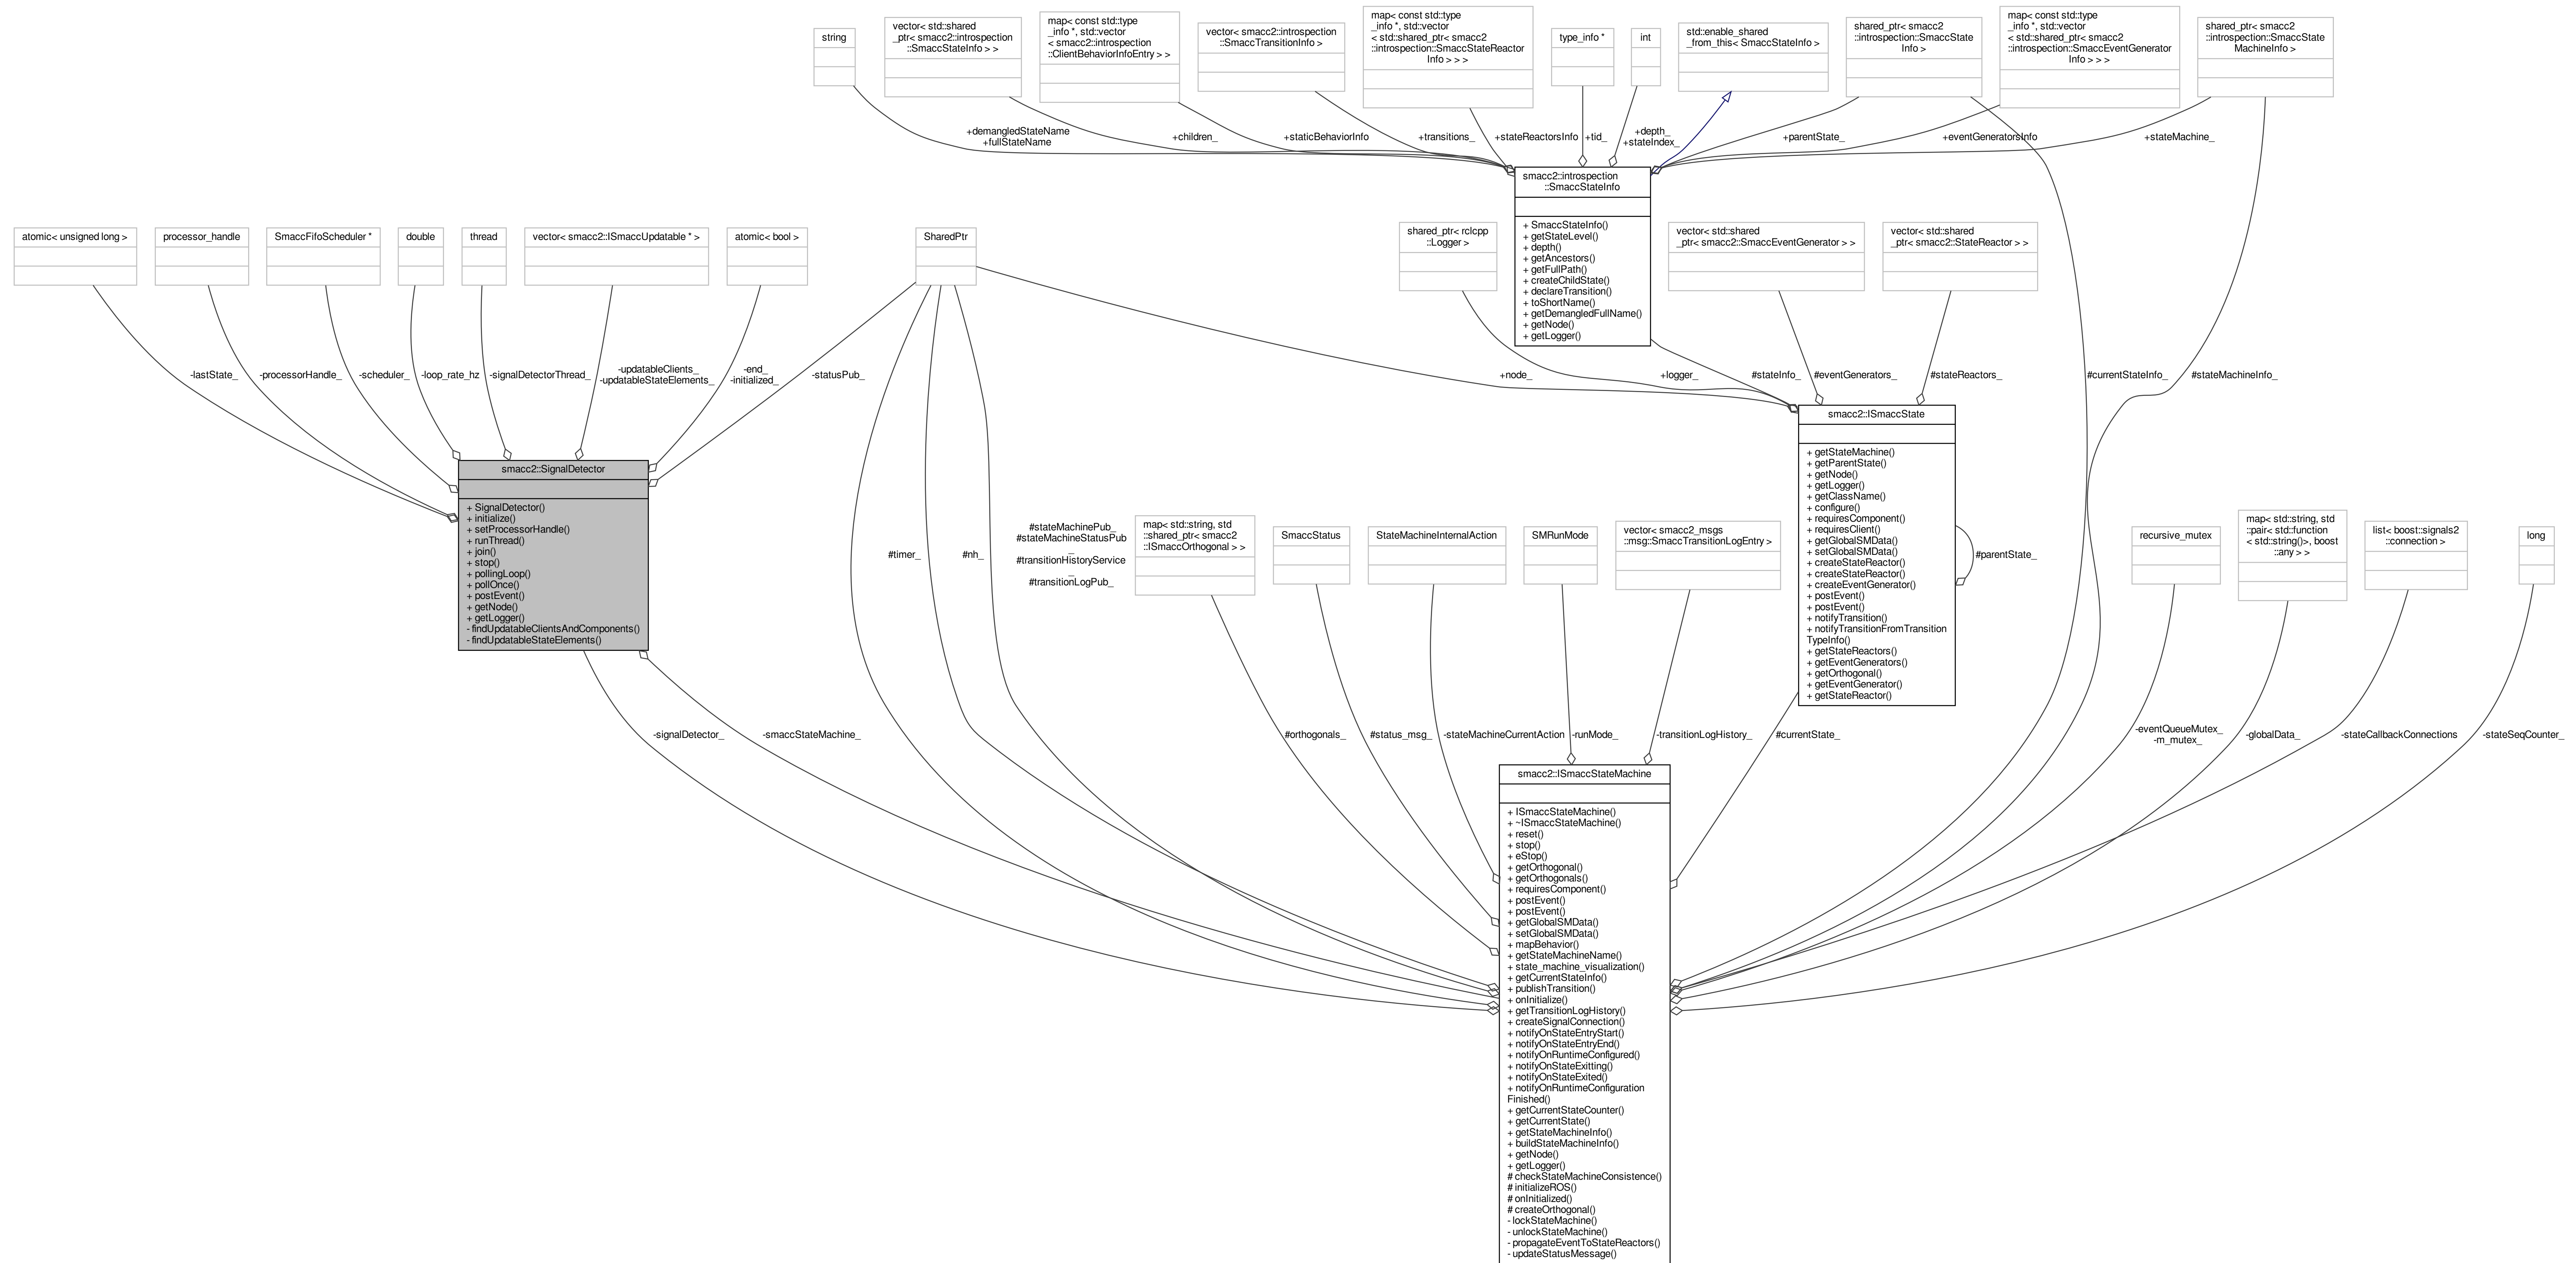 string
vector< std::shared
_ptr< smacc2::introspection
::SmaccStateInfo > >
map< const std::type
_info *, std::vector
< smacc2::introspection
::ClientBehaviorInfoEntry > >
vector< smacc2::introspection
::SmaccTransitionInfo >
map< const std::type
_info *, std::vector
< std::shared_ptr< smacc2
::introspection::SmaccStateReactor
Info > > >
type_info *
int
std::enable_shared
_from_this< SmaccStateInfo >
shared_ptr< smacc2
::introspection::SmaccState
Info >
map< const std::type
_info *, std::vector
< std::shared_ptr< smacc2
::introspection::SmaccEventGenerator
Info > > >
shared_ptr< smacc2
::introspection::SmaccState
MachineInfo >
+demangledStateName
+fullStateName
+children_
+staticBehaviorInfo
+transitions_
+stateReactorsInfo
+tid_
+depth_
+stateIndex_
+parentState_
+eventGeneratorsInfo
+stateMachine_
smacc2::introspection
::SmaccStateInfo
+ SmaccStateInfo()
+ getStateLevel()
+ depth()
+ getAncestors()
+ getFullPath()
+ createChildState()
+ declareTransition()
+ toShortName()
+ getDemangledFullName()
+ getNode()
+ getLogger()
atomic< unsigned long >
processor_handle
SmaccFifoScheduler *
double
thread
vector< smacc2::ISmaccUpdatable * >
atomic< bool >
SharedPtr
shared_ptr< rclcpp
::Logger >
vector< std::shared
_ptr< smacc2::SmaccEventGenerator > >
vector< std::shared
_ptr< smacc2::StateReactor > >
-lastState_
-processorHandle_
-scheduler_
-loop_rate_hz
-signalDetectorThread_
-updatableClients_
-updatableStateElements_
-end_
-initialized_
-statusPub_
+node_
+logger_
#stateInfo_
#eventGenerators_
#stateReactors_
#currentStateInfo_
#stateMachineInfo_
smacc2::SignalDetector
+ SignalDetector()
+ initialize()
+ setProcessorHandle()
+ runThread()
+ join()
+ stop()
+ pollingLoop()
+ pollOnce()
+ postEvent()
+ getNode()
+ getLogger()
- findUpdatableClientsAndComponents()
- findUpdatableStateElements()
smacc2::ISmaccState
+ getStateMachine()
+ getParentState()
+ getNode()
+ getLogger()
+ getClassName()
+ configure()
+ requiresComponent()
+ requiresClient()
+ getGlobalSMData()
+ setGlobalSMData()
+ createStateReactor()
+ createStateReactor()
+ createEventGenerator()
+ postEvent()
+ postEvent()
+ notifyTransition()
+ notifyTransitionFromTransition
TypeInfo()
+ getStateReactors()
+ getEventGenerators()
+ getOrthogonal()
+ getEventGenerator()
+ getStateReactor()
#parentState_
#timer_
#nh_
#stateMachinePub_
#stateMachineStatusPub
_
#transitionHistoryService
_
#transitionLogPub_
map< std::string, std
::shared_ptr< smacc2
::ISmaccOrthogonal > >
SmaccStatus
StateMachineInternalAction
SMRunMode
vector< smacc2_msgs
::msg::SmaccTransitionLogEntry >
recursive_mutex
map< std::string, std
::pair< std::function
< std::string()>, boost
::any > >
list< boost::signals2
::connection >
long
-signalDetector_
-smaccStateMachine_
#orthogonals_
#status_msg_
-stateMachineCurrentAction
-runMode_
-transitionLogHistory_
#currentState_
-eventQueueMutex_
-m_mutex_
-globalData_
-stateCallbackConnections
-stateSeqCounter_
smacc2::ISmaccStateMachine
+ ISmaccStateMachine()
+ ~ISmaccStateMachine()
+ reset()
+ stop()
+ eStop()
+ getOrthogonal()
+ getOrthogonals()
+ requiresComponent()
+ postEvent()
+ postEvent()
+ getGlobalSMData()
+ setGlobalSMData()
+ mapBehavior()
+ getStateMachineName()
+ state_machine_visualization()
+ getCurrentStateInfo()
+ publishTransition()
+ onInitialize()
+ getTransitionLogHistory()
+ createSignalConnection()
+ notifyOnStateEntryStart()
+ notifyOnStateEntryEnd()
+ notifyOnRuntimeConfigured()
+ notifyOnStateExitting()
+ notifyOnStateExited()
+ notifyOnRuntimeConfiguration
Finished()
+ getCurrentStateCounter()
+ getCurrentState()
+ getStateMachineInfo()
+ buildStateMachineInfo()
+ getNode()
+ getLogger()
# checkStateMachineConsistence()
# initializeROS()
# onInitialized()
# createOrthogonal()
- lockStateMachine()
- unlockStateMachine()
- propagateEventToStateReactors()
- updateStatusMessage()